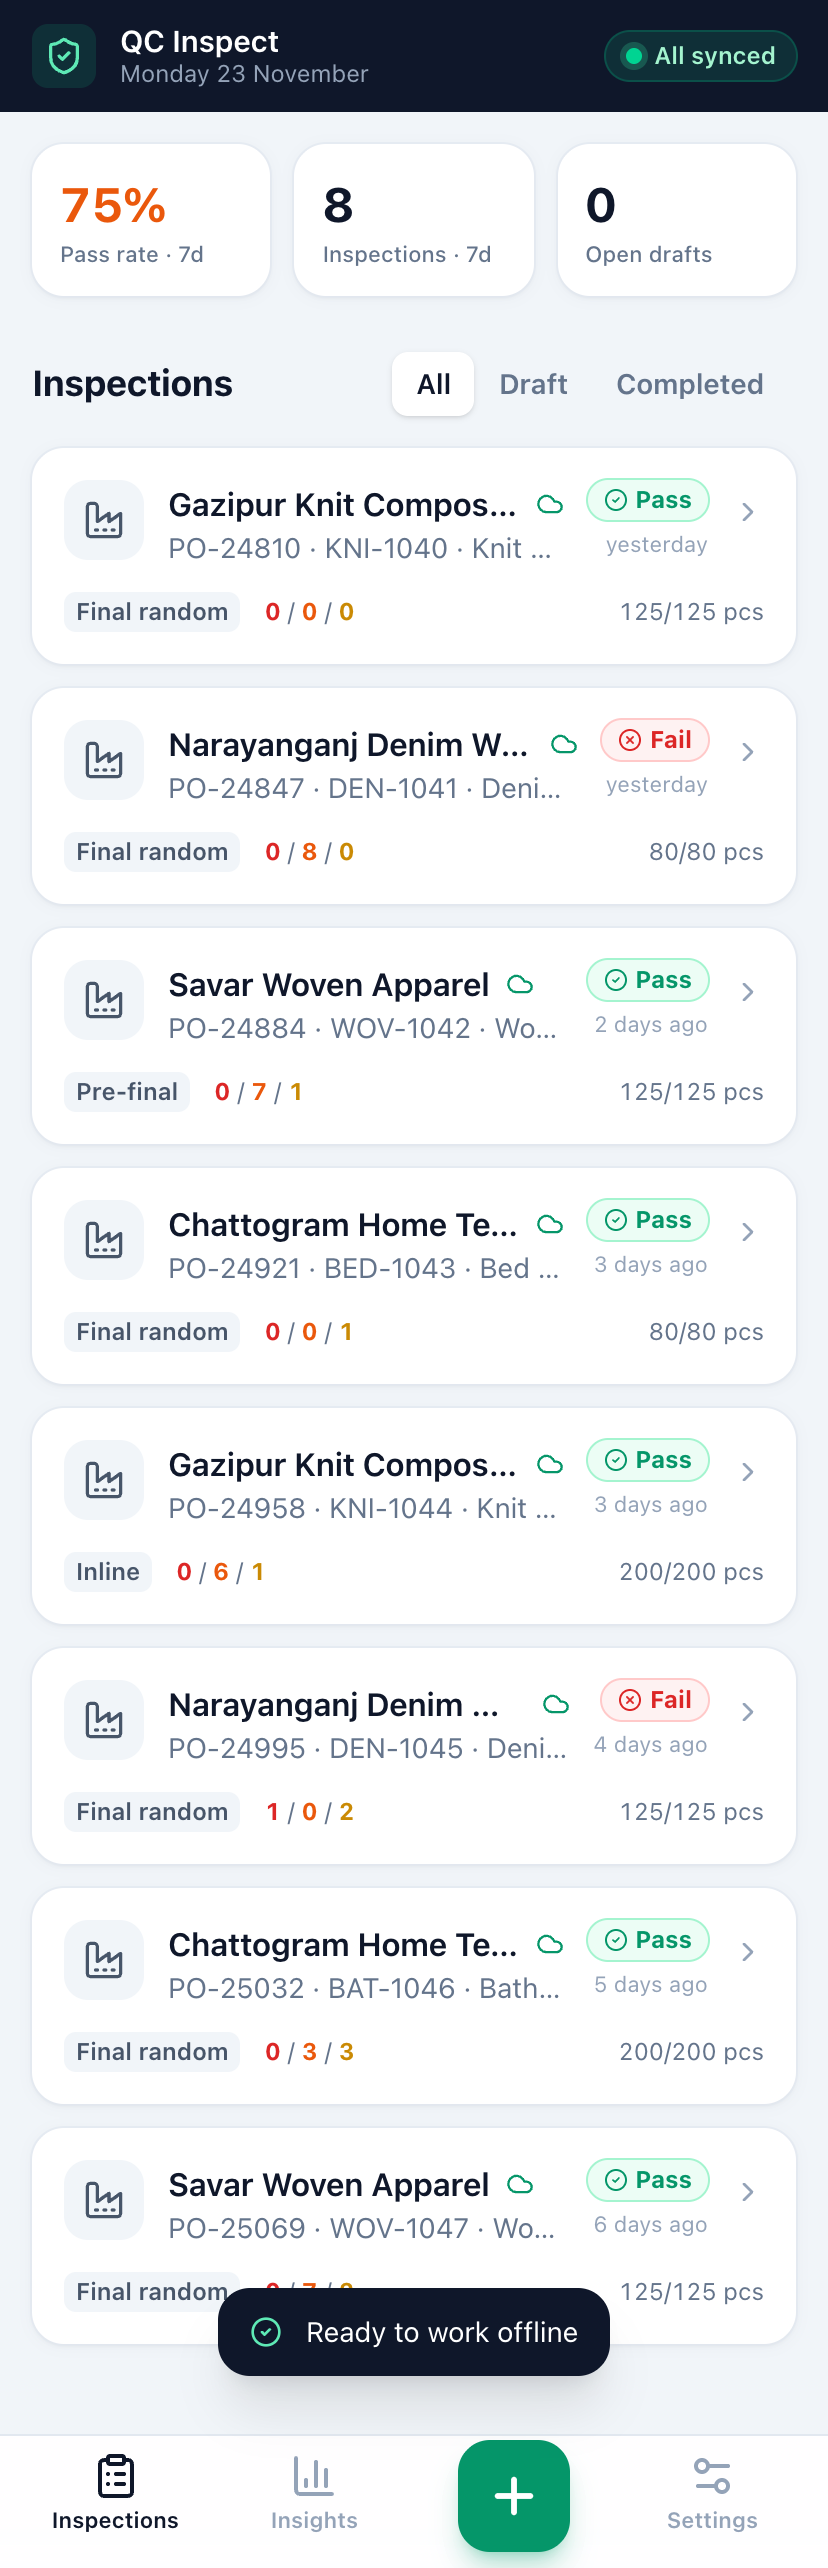 QC Inspect
Monday 23 November
All synced
75%
Pass rate · 7d
8
Inspections · 7d
0
Open drafts
Inspections
All
Draft
Completed
Gazipur Knit Compos...
Pass
PO-24810 · KNI-1040 · Knit ...
yesterday
Final random
0 / 0 / 0
125/125 pcs
Narayanganj Denim W...
Fail
PO-24847 · DEN-1041 · Deni...
yesterday
Final random
0 / 8 / 0
80/80 pcs
Savar Woven Apparel
Pass
PO-24884 · WOV-1042 · Wo...
2 days ago
Pre-final
0 / 7 / 1
125/125 pcs
Chattogram Home Te...
Pass
PO-24921 · BED-1043 · Bed ...
3 days ago
Final random
0 / 0 / 1
80/80 pcs
Gazipur Knit Compos...
Pass
PO-24958 · KNI-1044 · Knit ...
3 days ago
Inline
0 / 6 / 1
200/200 pcs
Narayanganj Denim ...
Fail
PO-24995 · DEN-1045 · Deni...
4 days ago
Final random
1 / 0 / 2
125/125 pcs
Chattogram Home Te...
Pass
PO-25032 · BAT-1046 · Bath...
5 days ago
Final random
0 / 3 / 3
200/200 pcs
Savar Woven Apparel
Pass
PO-25069 · WOV-1047 · Wo...
6 days ago
Final random
125/125 pcs
Ready to work offline
Inspections
Insights
Settings